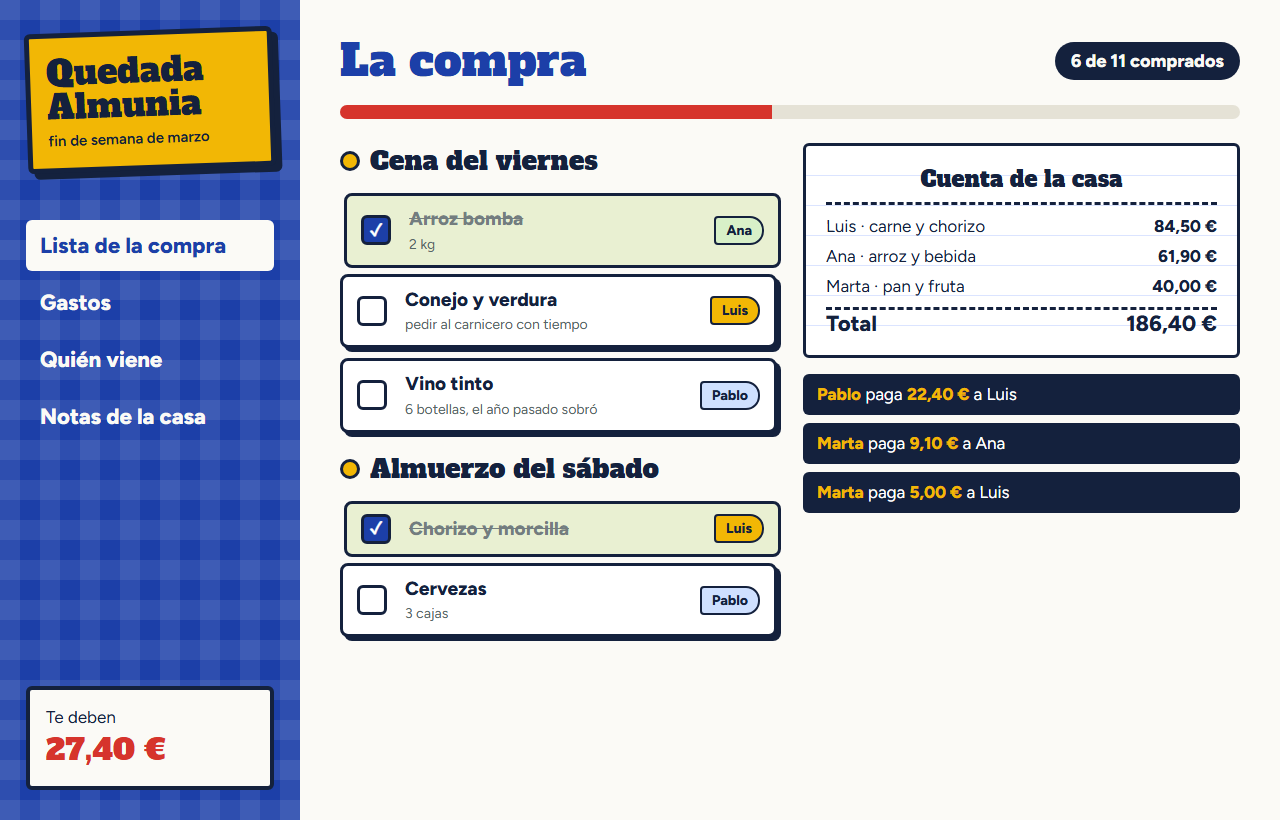 Quedada
Almunia
fin de semana de marzo
Lista de la compra
Gastos
Quién viene
Notas de la casa
Te deben
27,40 €
La compra
6 de 11 comprados
Cena del viernes
Arroz bomba
2 kg
Ana
Conejo y verdura
pedir al carnicero con tiempo
Luis
Vino tinto
6 botellas, el año pasado sobró
Pablo
Almuerzo del sábado
Chorizo y morcilla
Luis
Cervezas
3 cajas
Pablo
Cuenta de la casa
Luis · carne y chorizo 84,50 €
Ana · arroz y bebida 61,90 €
Marta · pan y fruta 40,00 €
Total 186,40 €
Pablo paga 22,40 € a Luis
Marta paga 9,10 € a Ana
Marta paga 5,00 € a Luis